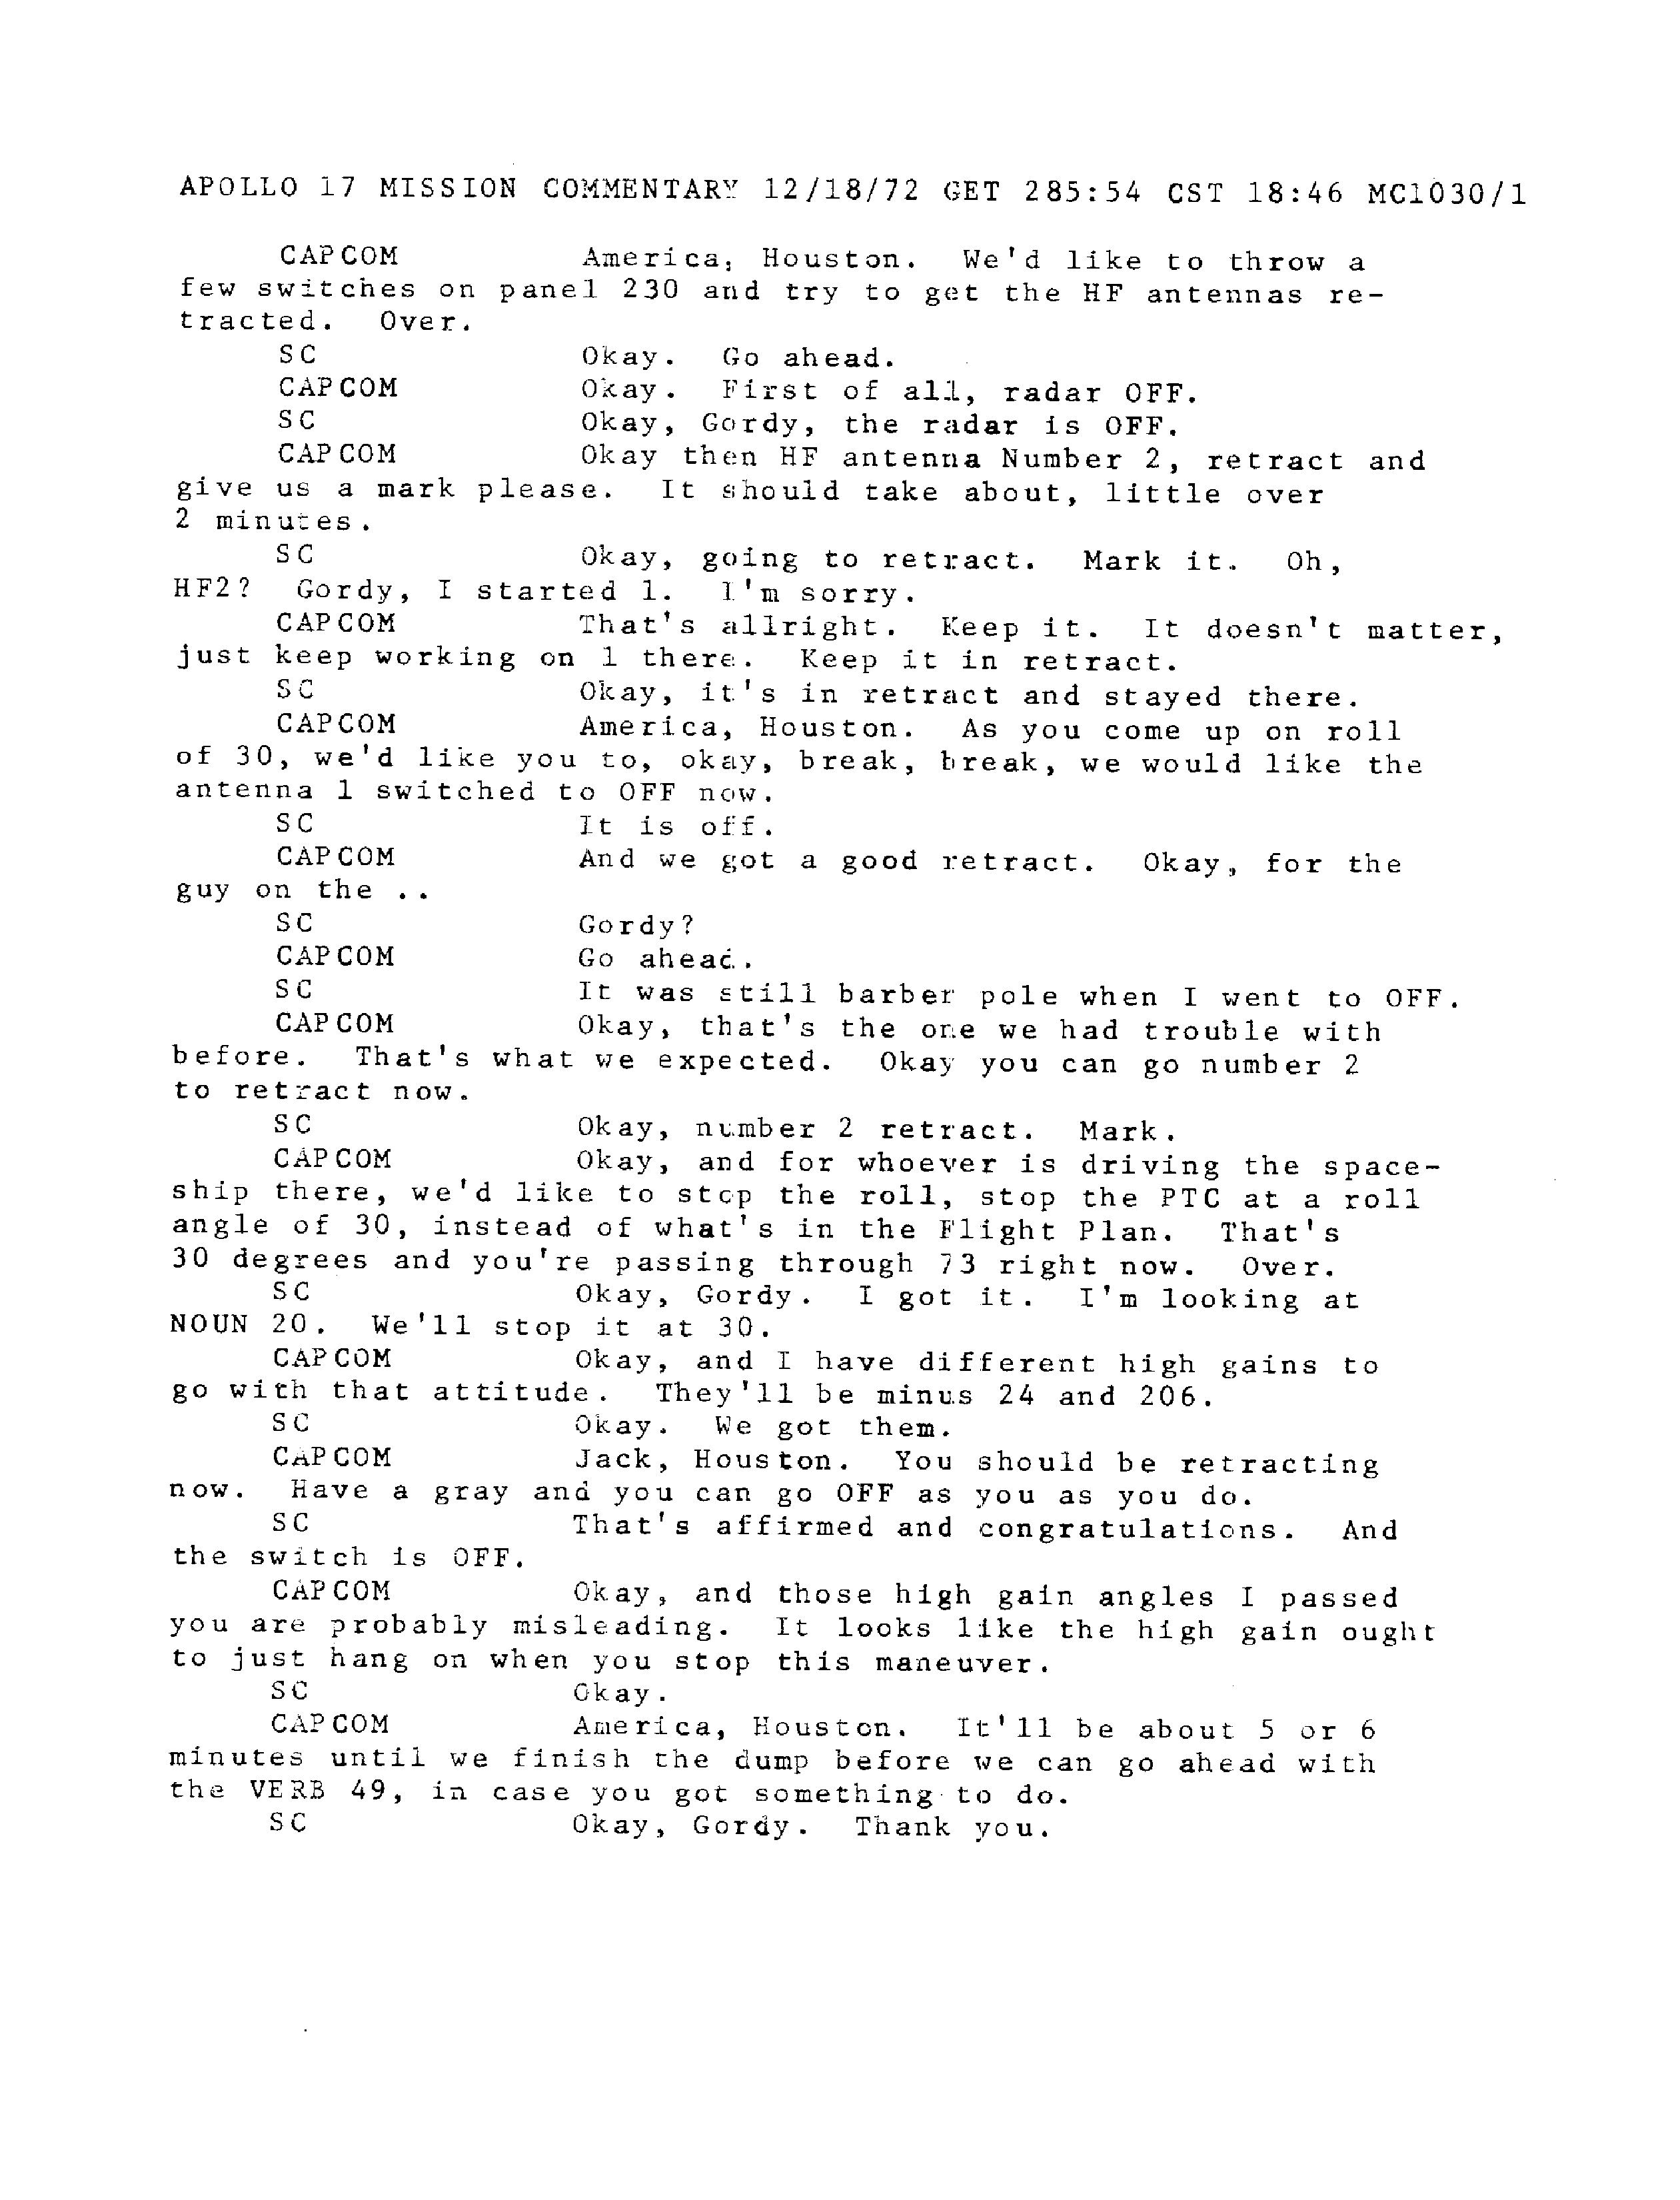 APOLLO 17 MISSION COMMENTARY 12/18/72 GET 285:54 CST 18:46 MC1030/1
CAPCOM America, Houston. We'd like to throw a
few switches on panel 230 and try to get the HF antennas re-
tracted. Over.
SC Okay. Go ahead.
CAPCOM Okay. First of all, radar OFF.
SC Okay, Gordy, the radar is OFF.
CAPCOM Okay then HF antenna Number 2, retract and
give us a mark please. It should take about, little over
2 minutes.
SC Okay, going to retract. Mark it. Oh,
HF2? Gordy, I started 1. I'm sorry.
CAPCOM That's allright. Keep it. It doesn't matter,
just keep working on 1 there. Keep it in retract.
SC Okay, it's in retract and stayed there.
CAPCOM America, Houston. As you come up on roll
of 30, we'd like you to, okay, break, break, we would like the
antenna 1 switched to OFF now.
SC It is off.
CAPCOM And we got a good retract. Okay, for the
guy on the ..
SC Gordy?
CAPCOM Go ahead.
SC It was still barber pole when I went to OFF.
CAPCOM Okay, that's the one we had trouble with
before. That's what we expected. Okay you can go number 2
to retract now.
SC Okay, number 2 retract. Mark.
CAPCOM Okay, and for whoever is driving the space-
ship there, we'd like to stop the roll, stop the PTC at a roll
angle of 30, instead of what's in the Flight Plan. That's
30 degrees and you're passing through 73 right now. Over.
SC Okay, Gordy. I got it. I'm looking at
NOUN 20. We'll stop it at 30.
CAPCOM Okay, and I have different high gains to
go with that attitude. They'll be minus 24 and 206.
SC Okay. We got them.
CAPCOM Jack, Houston. You should be retracting
now. Have a gray and you can go OFF as you as you do.
SC That's affirmed and congratulations. And
the switch is OFF.
CAPCOM Okay, and those high gain angles I passed
you are probably misleading. It looks like the high gain ought
to just hang on when you stop this maneuver.
SC Okay.
CAPCOM America, Houston. It'll be about 5 or 6
minutes until we finish the dump before we can go ahead with
the VERB 49, in case you got something to do.
SC Okay, Gordy. Thank you.